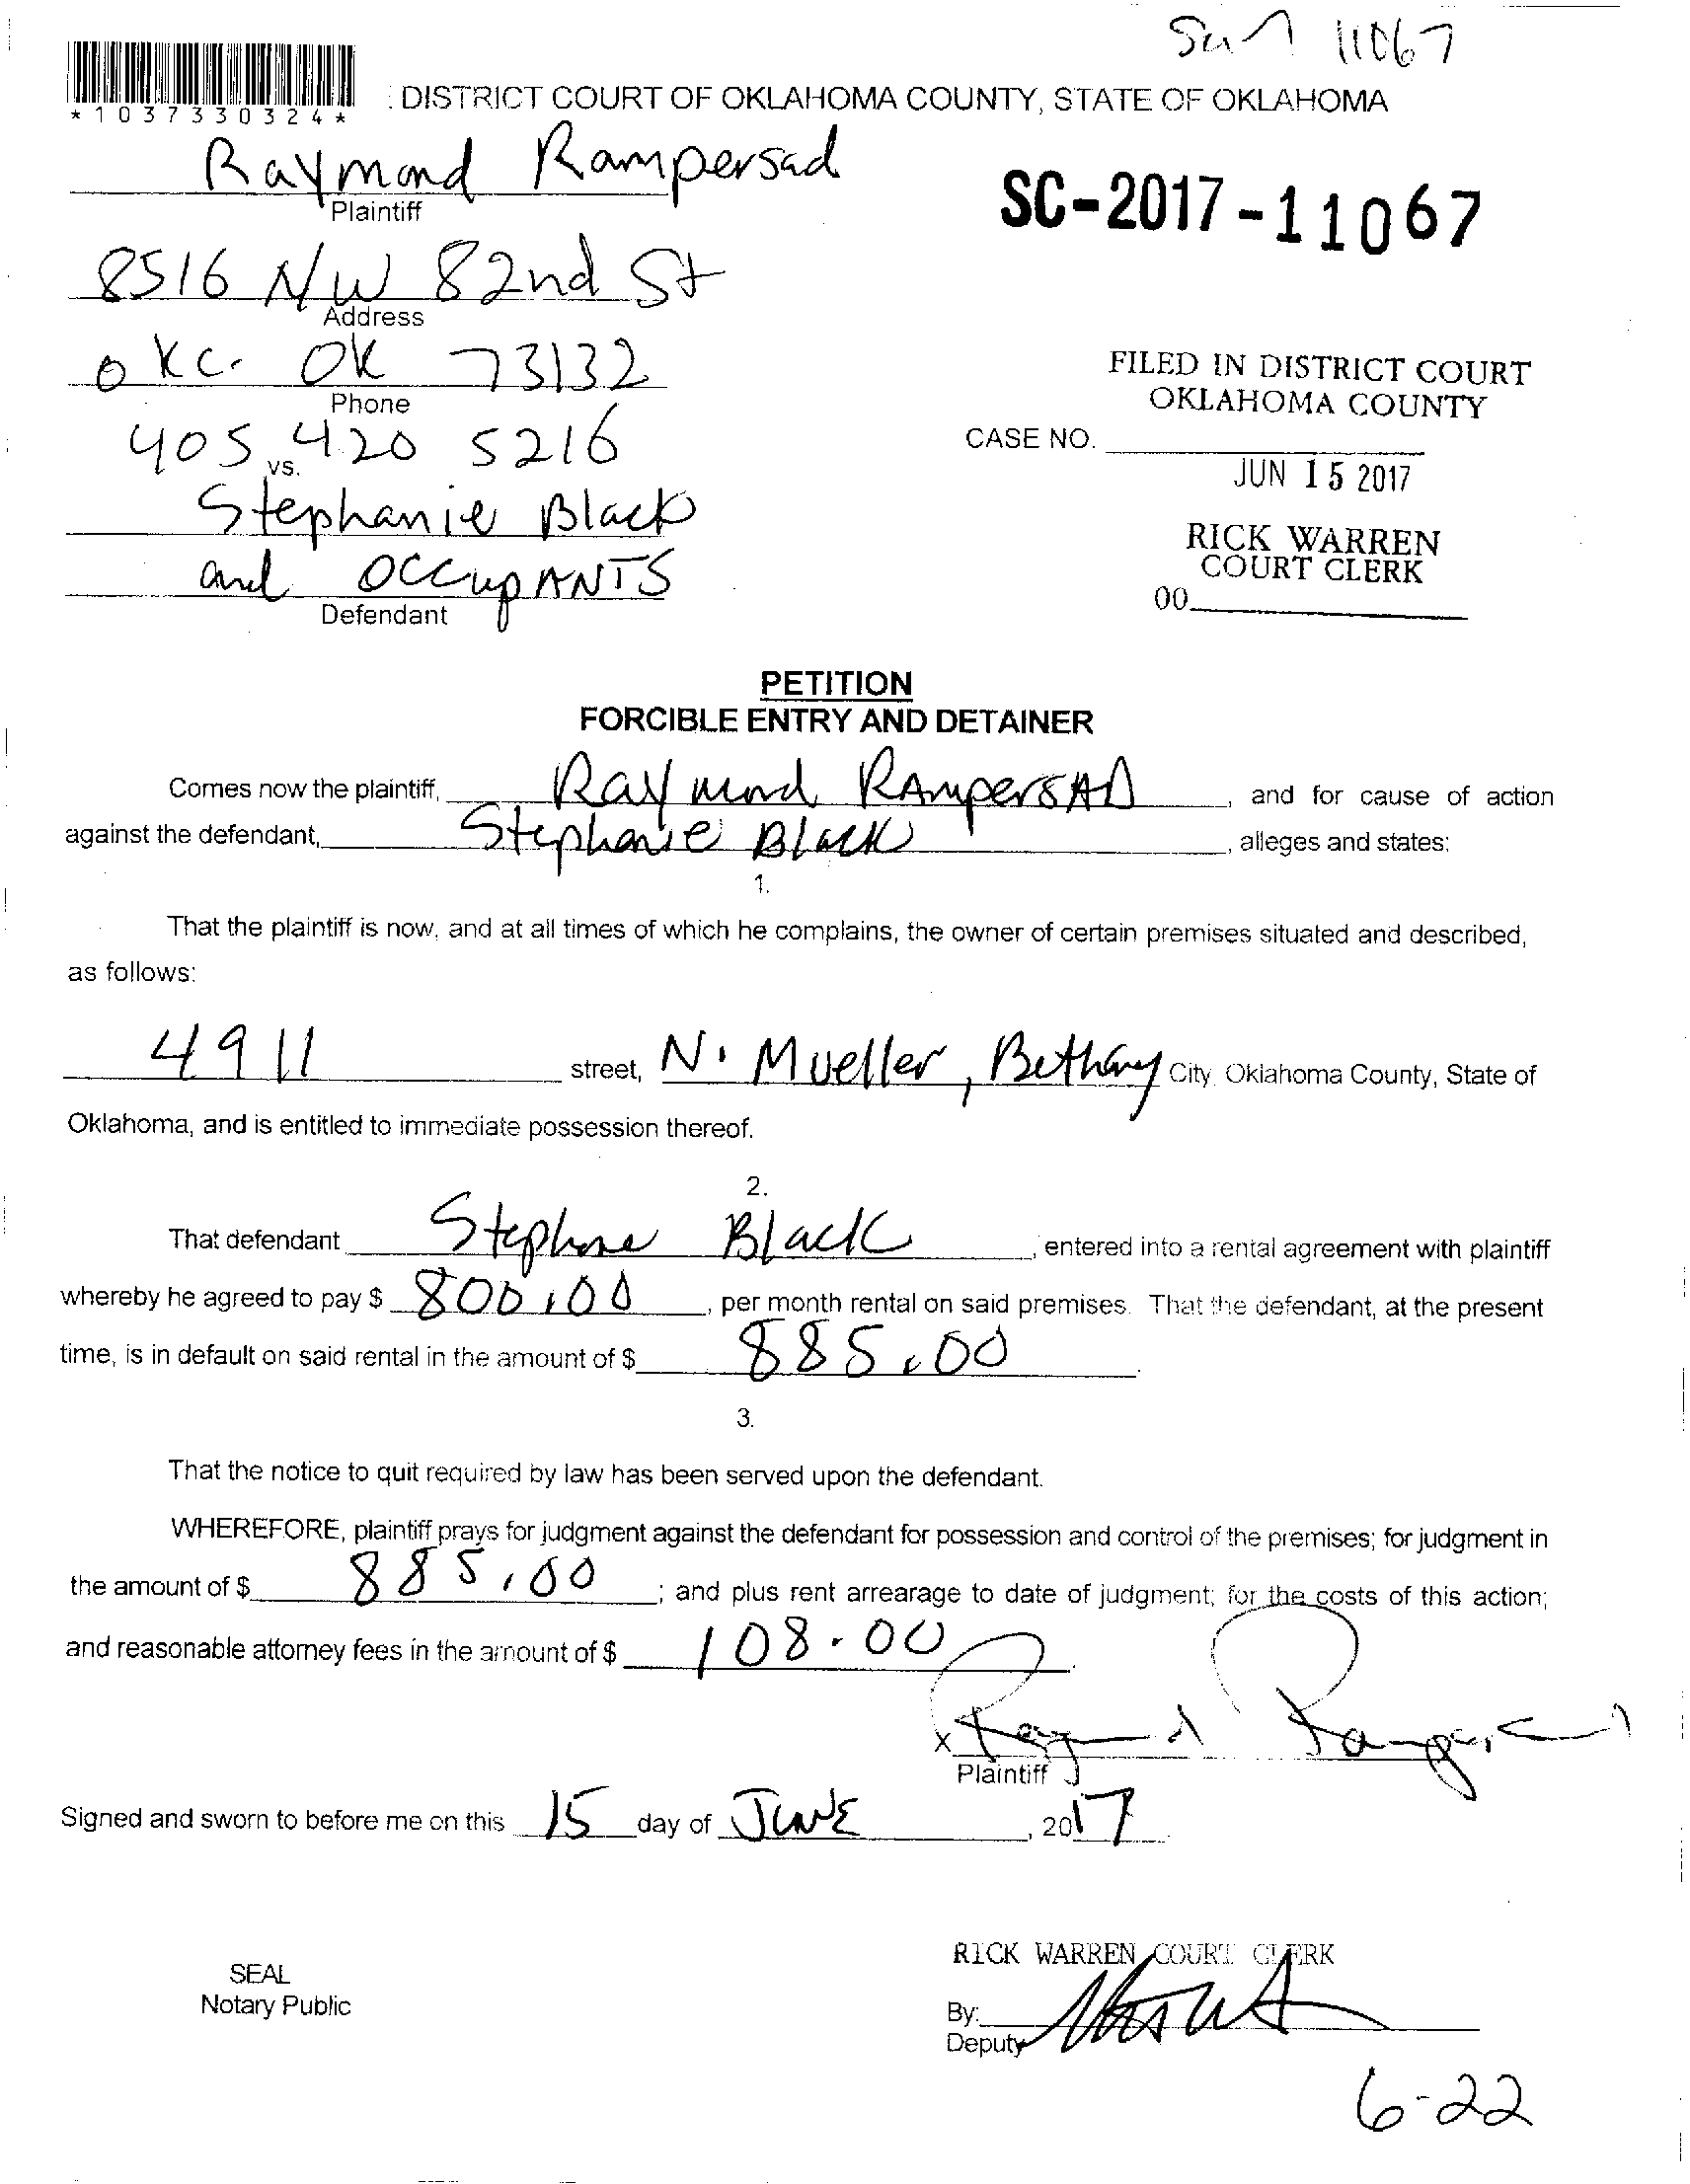 11067
*1037330324*
: DISTRICT COURT OF OKLAHOMA COUNTY, STATE OF OKLAHOMA
Raymond Rampersad
Plaintiff
SC-2017-11067
8516 NW 82nd St
Address
OKC. OK 73132
Phone
FILED IN DISTRICT COURT
OKLAHOMA COUNTY
405 420 5216
vs.
CASE NO.
JUN 15 2017
Stephanie Black
RICK WARREN
COURT CLERK
and OCCUPANTS
Defendant
00
PETITION
FORCIBLE ENTRY AND DETAINER
Comes now the plaintiff, Raymond RAmpersAD, and for cause of action
against the defendant, Stephanie Black, alleges and states:
1.
That the plaintiff is now, and at all times of which he complains, the owner of certain premises situated and described,
as follows:
4911 street, N. Mueller, Bethany City, Oklahoma County, State of
Oklahoma, and is entitled to immediate possession thereof.
2.
That defendant Stephane Black, entered into a rental agreement with plaintiff
whereby he agreed to pay $ 800.00, per month rental on said premises. That the defendant, at the present
time, is in default on said rental in the amount of $ 885.00.
3.
That the notice to quit required by law has been served upon the defendant.
WHEREFORE, plaintiff prays for judgment against the defendant for possession and control of the premises; for judgment in
the amount of $ 885.00; and plus rent arrearage to date of judgment; for the costs of this action;
and reasonable attorney fees in the amount of $ 108.00.
X Raymond Rampersad
Plaintiff
Signed and sworn to before me on this 15 day of JUNE, 2017
RICK WARREN COURT CLERK
SEAL
Notary Public
By:
Deputy
6-22